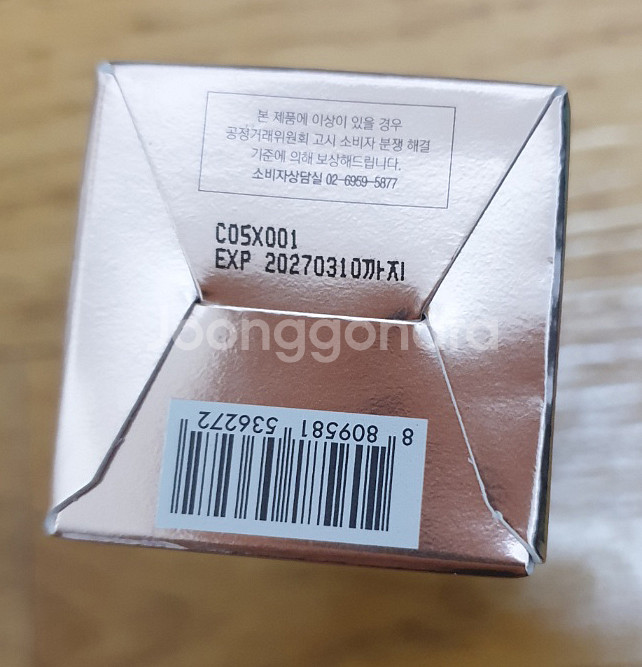 본 제품에 이상이 있을 경우
공정거래위원회 고시 소비자 분쟁 해결
기준에 의해 보상해드립니다.
소비자상담실 02-6959-5877
C05X001
EXP 20270310까지
joonggonara
8 809581 536272